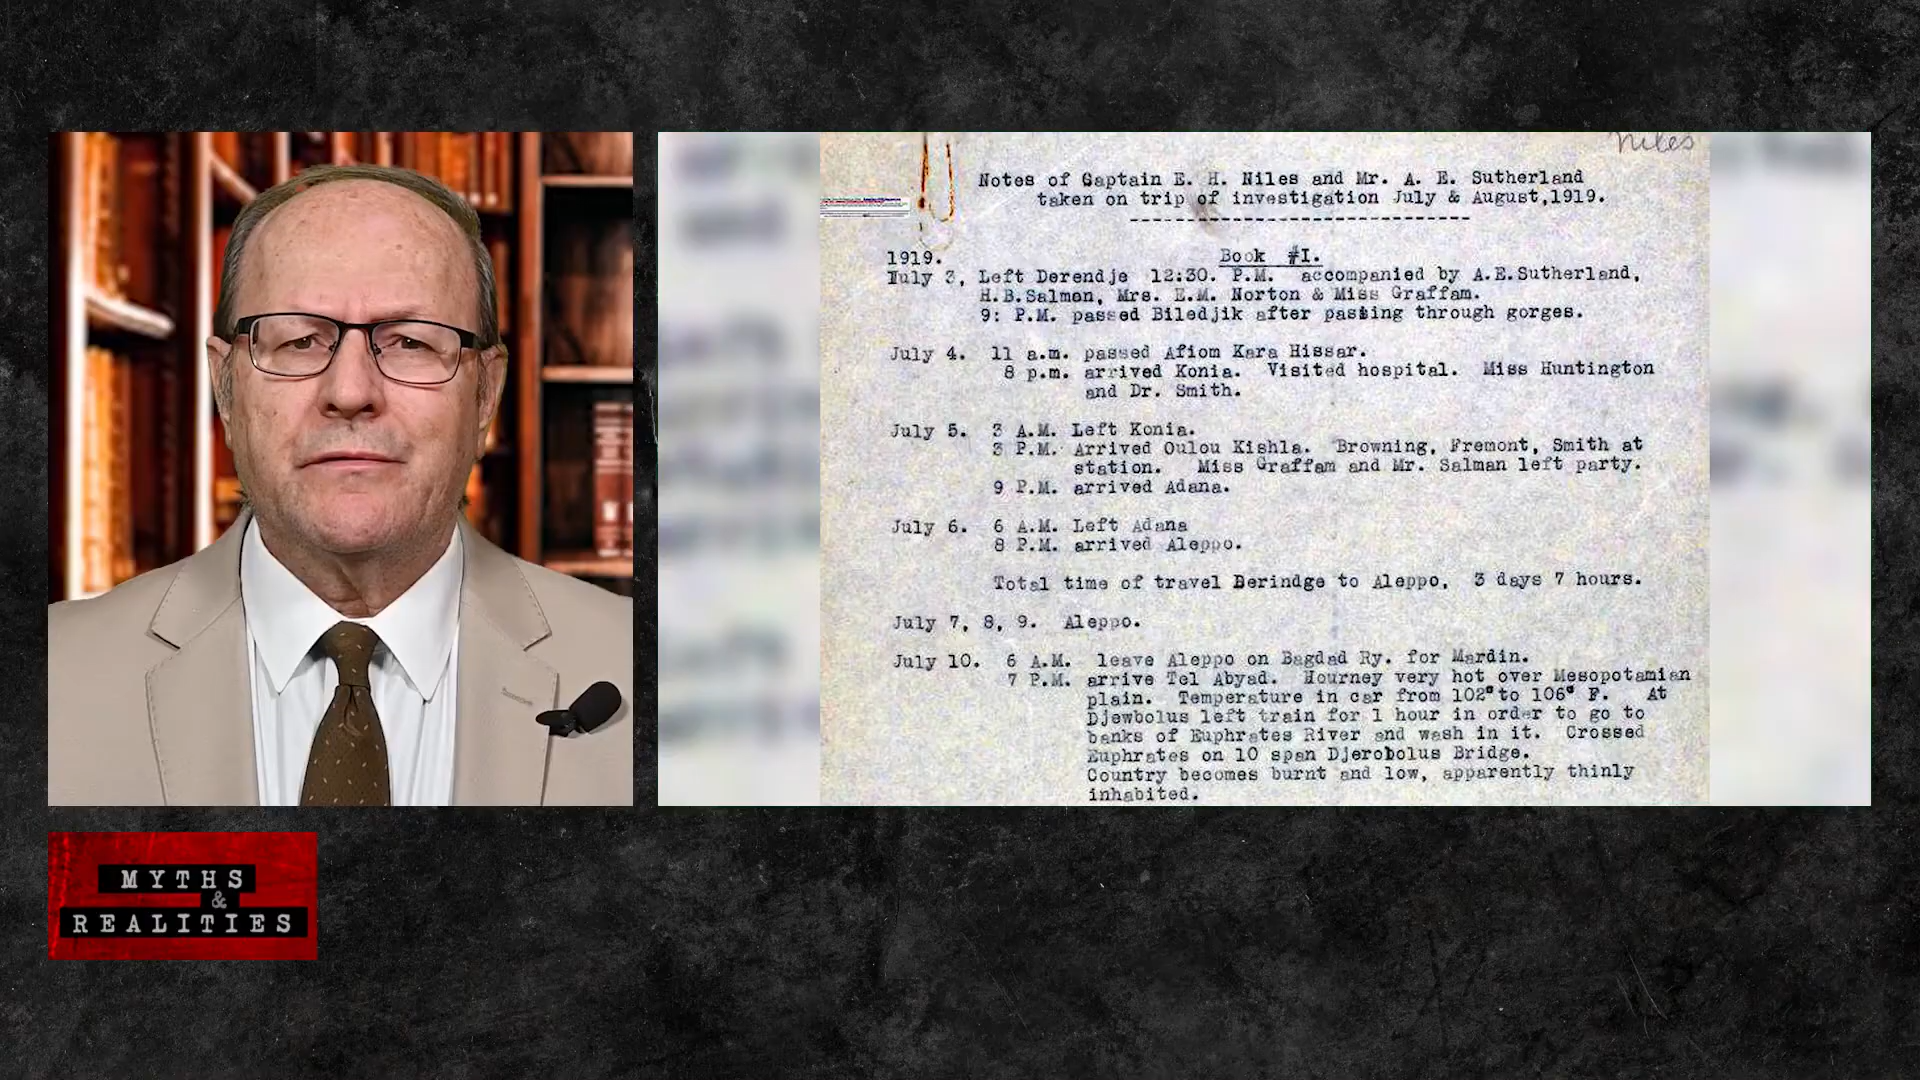 Niles
Notes of Captain E. H. Niles and Mr. A. E. Sutherland
taken on trip of investigation July & August,1919.
----------------------------------
1919. Book #I.
July 3, Left Derendje 12:30. P.M. accompanied by A.E.Sutherland,
H.B.Salmon, Mrs. E.M. Norton & Miss Graffam.
9: P.M. passed Biledjik after passing through gorges.
July 4. 11 a.m. passed Afiom Kara Hissar.
8 p.m. arrived Konia. Visited hospital. Miss Huntington
and Dr. Smith.
July 5. 3 A.M. Left Konia.
3 P.M. Arrived Oulou Kishla. Browning, Fremont, Smith at
station. Miss Graffam and Mr. Salman left party.
9 P.M. arrived Adana.
July 6. 6 A.M. Left Adana
8 P.M. arrived Aleppo.
Total time of travel Derindge to Aleppo, 3 days 7 hours.
July 7, 8, 9. Aleppo.
July 10. 6 A.M. leave Aleppo on Bagdad Ry. for Mardin.
7 P.M. arrive Tel Abyad. Hourney very hot over Mesopotamian
plain. Temperature in car from 102° to 106° F. At
Djewbolus left train for 1 hour in order to go to
banks of Euphrates River and wash in it. Crossed
Euphrates on 10 span Djerobolus Bridge.
Country becomes burnt and low, apparently thinly
inhabited.
MYTHS
&
REALITIES